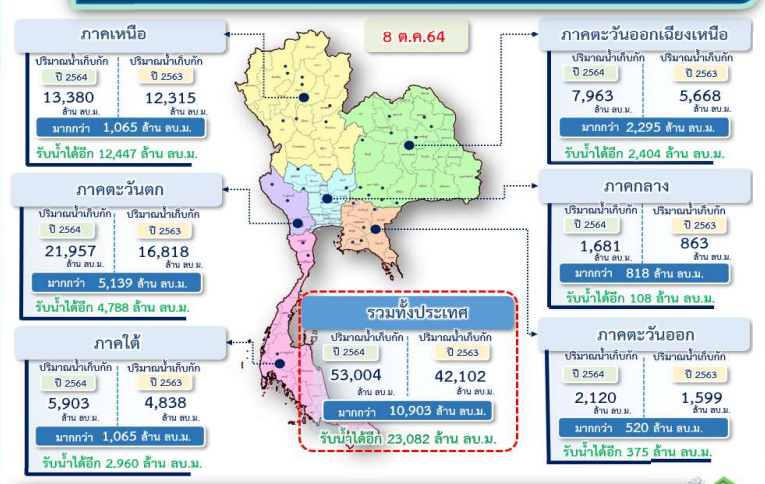 8 ต.ค.64
ภาคเหนือ
ปริมาณน้ำเก็บกัก ปริมาณน้ำเก็บกัก
ปี 2564 ปี 2563
13,380 12,315
ล้าน ลบ.ม. ล้าน ลบ.ม.
มากกว่า 1,065 ล้าน ลบ.ม.
รับน้ำได้อีก 12,447 ล้าน ลบ.ม.
ภาคตะวันออกเฉียงเหนือ
ปริมาณน้ำเก็บกัก ปริมาณน้ำเก็บกัก
ปี 2564 ปี 2563
7,963 5,668
ล้าน ลบ.ม. ล้าน ลบ.ม.
มากกว่า 2,295 ล้าน ลบ.ม.
รับน้ำได้อีก 2,404 ล้าน ลบ.ม.
ภาคตะวันตก
ปริมาณน้ำเก็บกัก ปริมาณน้ำเก็บกัก
ปี 2564 ปี 2563
21,957 16,818
ล้าน ลบ.ม. ล้าน ลบ.ม.
มากกว่า 5,139 ล้าน ลบ.ม.
รับน้ำได้อีก 4,788 ล้าน ลบ.ม.
ภาคกลาง
ปริมาณน้ำเก็บกัก ปริมาณน้ำเก็บกัก
ปี 2564 ปี 2563
1,681 863
ล้าน ลบ.ม. ล้าน ลบ.ม.
มากกว่า 818 ล้าน ลบ.ม.
รับน้ำได้อีก 108 ล้าน ลบ.ม.
ภาคใต้
ปริมาณน้ำเก็บกัก ปริมาณน้ำเก็บกัก
ปี 2564 ปี 2563
5,903 4,838
ล้าน ลบ.ม. ล้าน ลบ.ม.
มากกว่า 1,065 ล้าน ลบ.ม.
รับน้ำได้อีก 2.960 ล้าน ลบ.ม.
รวมทั้งประเทศ
ปริมาณน้ำเก็บกัก ปริมาณน้ำเก็บกัก
ปี 2564 ปี 2563
53,004 42,102
ล้าน ลบ.ม. ล้าน ลบ.ม.
มากกว่า 10,903 ล้าน ลบ.ม.
รับน้ำได้อีก 23,082 ล้าน ลบ.ม.
ภาคตะวันออก
ปริมาณน้ำเก็บกัก ปริมาณน้ำเก็บกัก
ปี 2564 ปี 2563
2,120 1,599
ล้าน ลบ.ม. ล้าน ลบ.ม.
มากกว่า 520 ล้าน ลบ.ม.
รับน้ำได้อีก 375 ล้าน ลบ.ม.